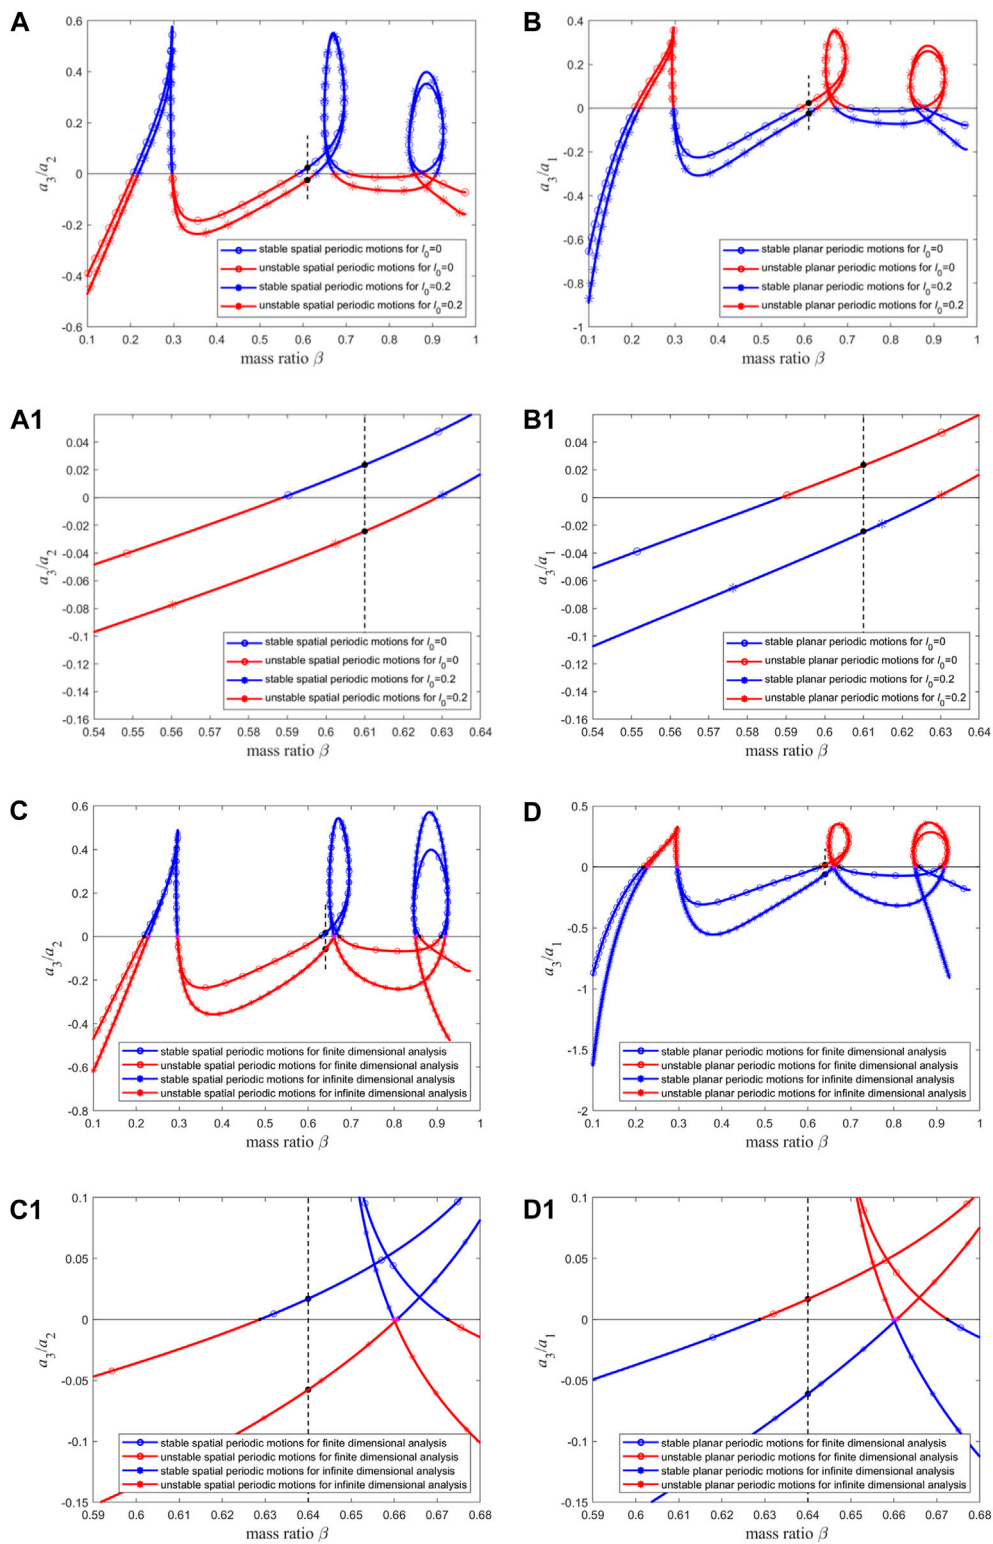 A
0.6
0.4
0.2
0
-0.2
-0.4
-0.6
a3/a2
stable spatial periodic motions for I0=0
unstable spatial periodic motions for I0=0
stable spatial periodic motions for I0=0.2
unstable spatial periodic motions for I0=0.2
0.1 0.2 0.3 0.4 0.5 0.6 0.7 0.8 0.9 1
mass ratio β
B
0.4
0.2
0
-0.2
-0.4
-0.6
-0.8
-1
a3/a1
stable planar periodic motions for I0=0
unstable planar periodic motions for I0=0
stable planar periodic motions for I0=0.2
unstable planar periodic motions for I0=0.2
0.1 0.2 0.3 0.4 0.5 0.6 0.7 0.8 0.9 1
mass ratio β
A1
0.04
0.02
0
-0.02
-0.04
-0.06
-0.08
-0.1
-0.12
-0.14
-0.16
a3/a2
stable spatial periodic motions for I0=0
unstable spatial periodic motions for I0=0
stable spatial periodic motions for I0=0.2
unstable spatial periodic motions for I0=0.2
0.54 0.55 0.56 0.57 0.58 0.59 0.6 0.61 0.62 0.63 0.64
mass ratio β
B1
0.04
0.02
0
-0.02
-0.04
-0.06
-0.08
-0.1
-0.12
-0.14
-0.16
a3/a1
stable planar periodic motions for I0=0
unstable planar periodic motions for I0=0
stable planar periodic motions for I0=0.2
unstable planar periodic motions for I0=0.2
0.54 0.55 0.56 0.57 0.58 0.59 0.6 0.61 0.62 0.63 0.64
mass ratio β
C
0.6
0.4
0.2
0
-0.2
-0.4
-0.6
-0.8
a3/a2
stable spatial periodic motions for finite dimensional analysis
unstable spatial periodic motions for finite dimensional analysis
stable spatial periodic motions for infinite dimensional analysis
unstable spatial periodic motions for infinite dimensional analysis
0.1 0.2 0.3 0.4 0.5 0.6 0.7 0.8 0.9 1
mass ratio β
D
0.5
0
-0.5
-1
-1.5
-2
a3/a1
stable planar periodic motions for finite dimensional analysis
unstable planar periodic motions for finite dimensional analysis
stable planar periodic motions for infinite dimensional analysis
unstable planar periodic motions for infinite dimensional analysis
0.1 0.2 0.3 0.4 0.5 0.6 0.7 0.8 0.9 1
mass ratio β
C1
0.1
0.05
0
-0.05
-0.1
-0.15
a3/a2
stable spatial periodic motions for finite dimensional analysis
unstable spatial periodic motions for finite dimensional analysis
stable spatial periodic motions for infinite dimensional analysis
unstable spatial periodic motions for infinite dimensional analysis
0.59 0.6 0.61 0.62 0.63 0.64 0.65 0.66 0.67 0.68
mass ratio β
D1
0.1
0.05
0
-0.05
-0.1
-0.15
a3/a1
stable planar periodic motions for finite dimensional analysis
unstable planar periodic motions for finite dimensional analysis
stable planar periodic motions for infinite dimensional analysis
unstable planar periodic motions for infinite dimensional analysis
0.59 0.6 0.61 0.62 0.63 0.64 0.65 0.66 0.67 0.68
mass ratio β